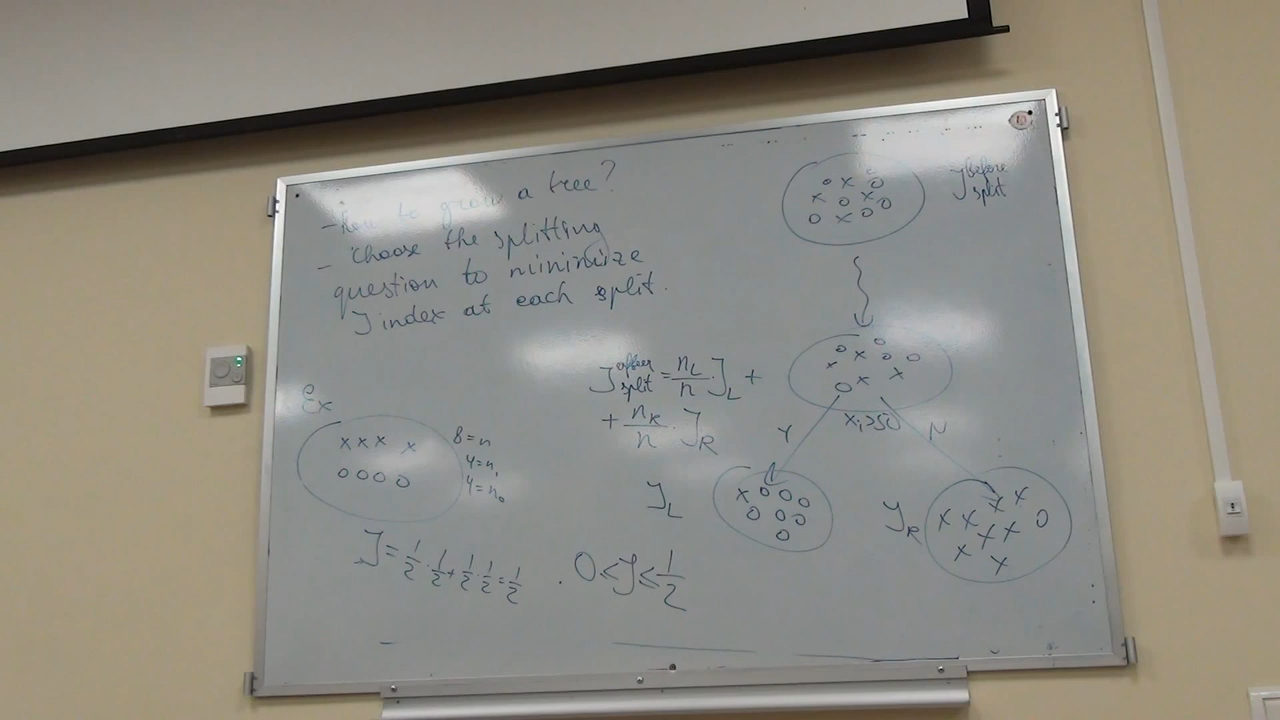 - How to grow a tree?
- Choose the splitting
question to minimize
J index at each split.
J before
split
J after
split = n_L/n · J_L +
+ n_R/n · J_R
x_i > 50
Y N
J_L J_R
Ex
x x x x
o o o o
8 = n
4 = n_1
4 = n_0
J = 1/2 · 1/2 + 1/2 · 1/2 = 1/2 . 0 ≤ J ≤ 1/2